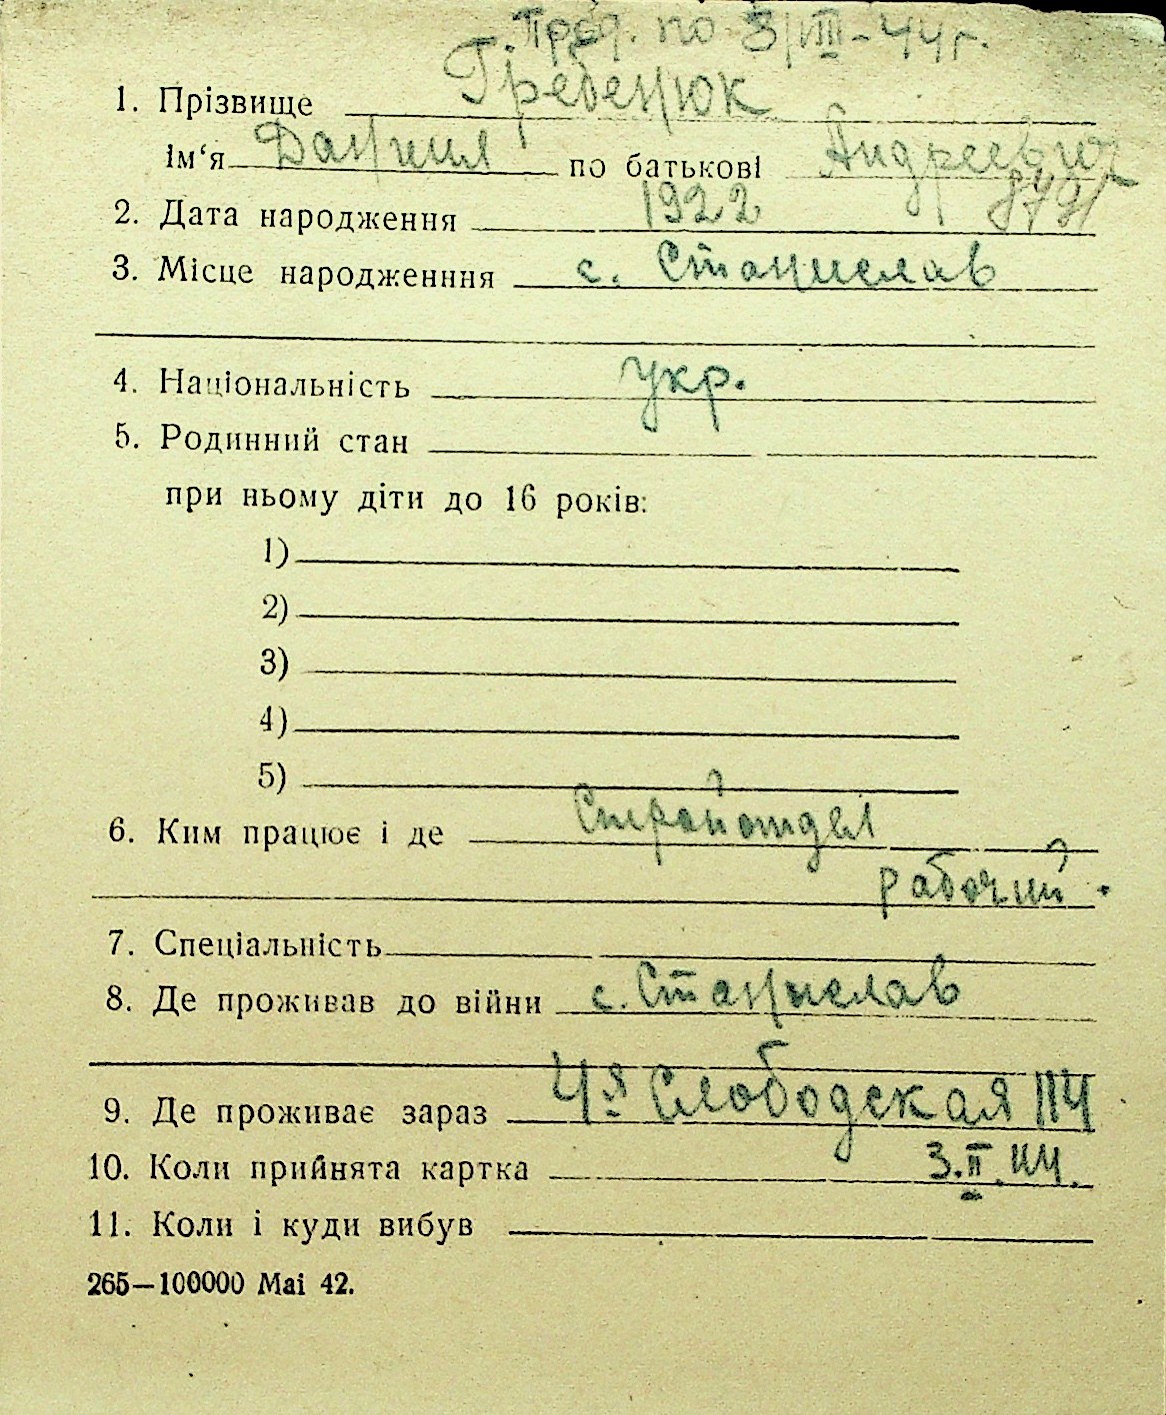 Прод. по 3/III-44г.
1. Прізвище Гребенюк
Ім‘я Даниил по батькові Андреевич
8791
2. Дата народження 1922
3. Місце народженння с. Станислав
4. Національність укр.
5. Родинний стан
при ньому діти до 16 років:
1)
2)
3)
4)
5)
6. Ким працює і де Стройотдел
рабочий.
7. Спеціальність
8. Де проживав до війни с. Станислав
9. Де проживає зараз 4я Слободская 114
10. Коли прийнята картка 3.II.44.
11. Коли і куди вибув
265—100000 Mai 42.